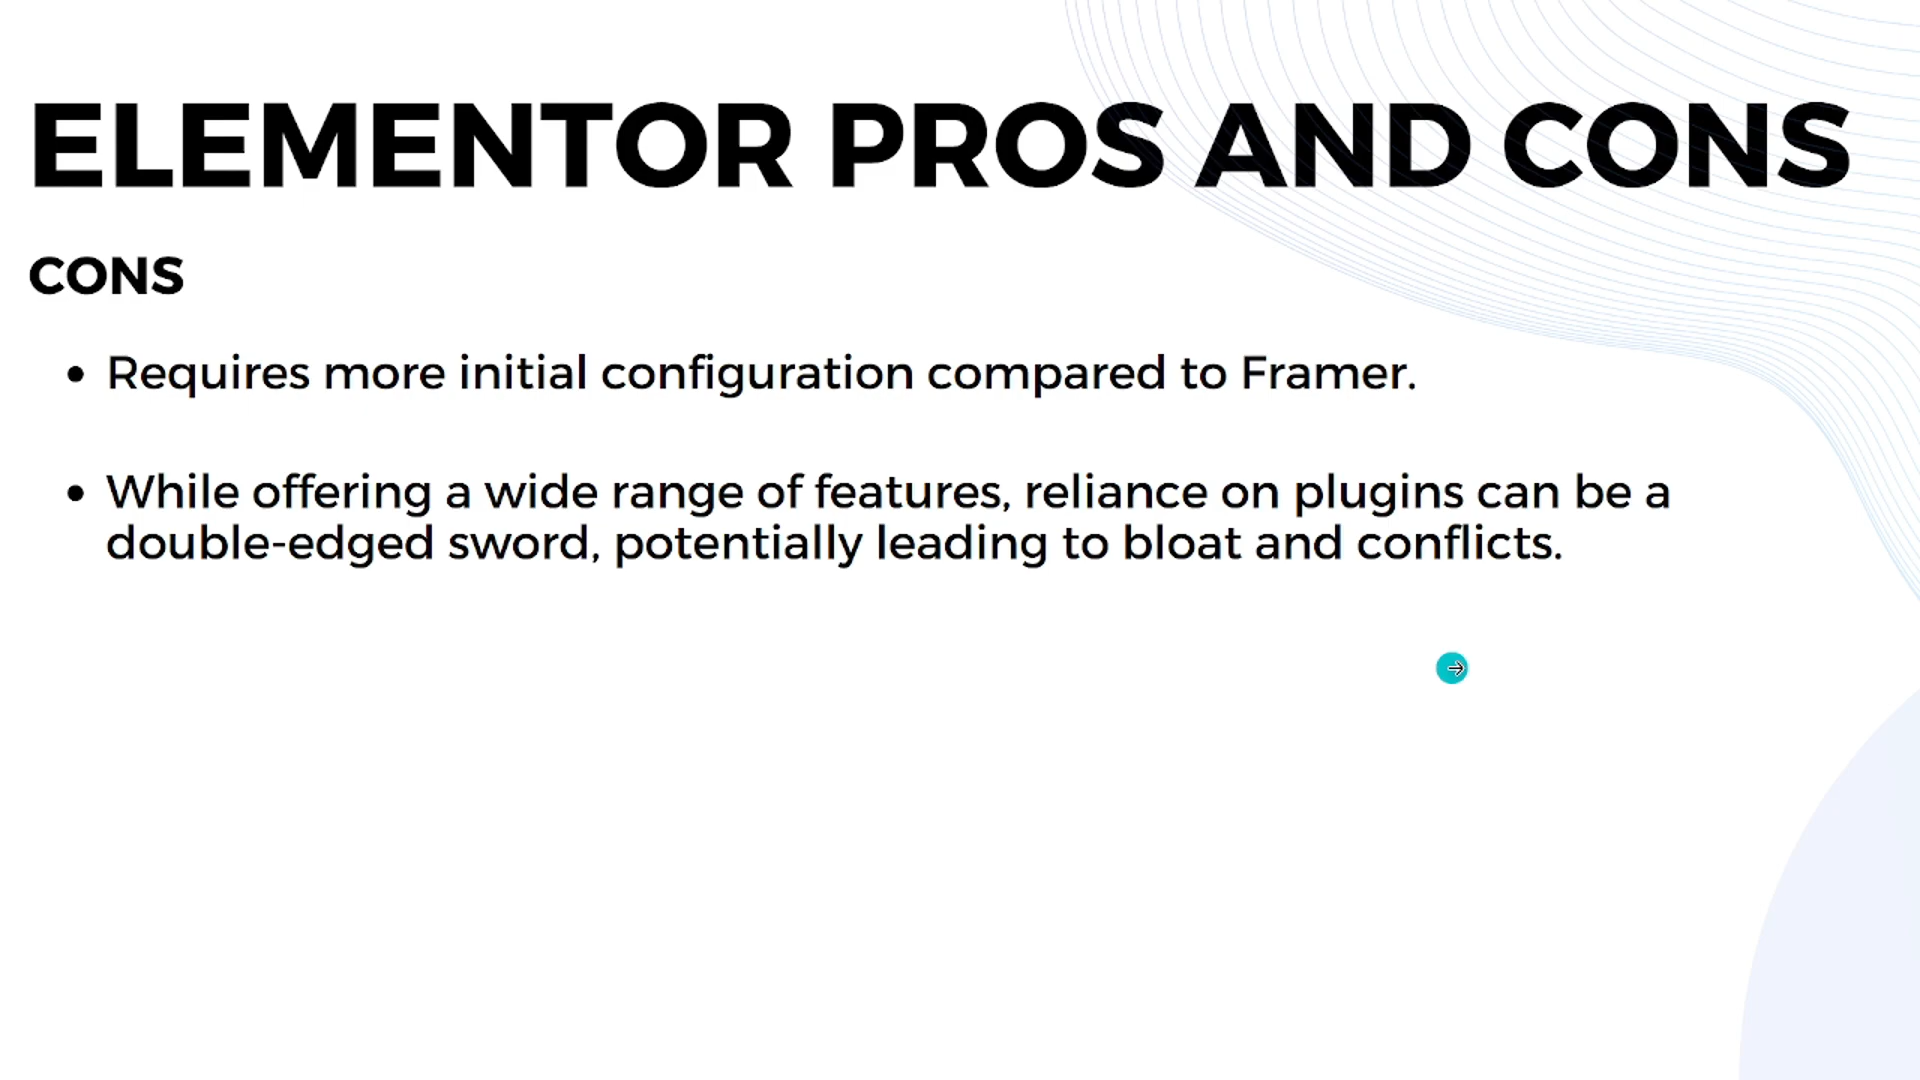 ELEMENTOR PROS AND CONS
CONS
• Requires more initial configuration compared to Framer.
• While offering a wide range of features, reliance on plugins can be a
double-edged sword, potentially leading to bloat and conflicts.